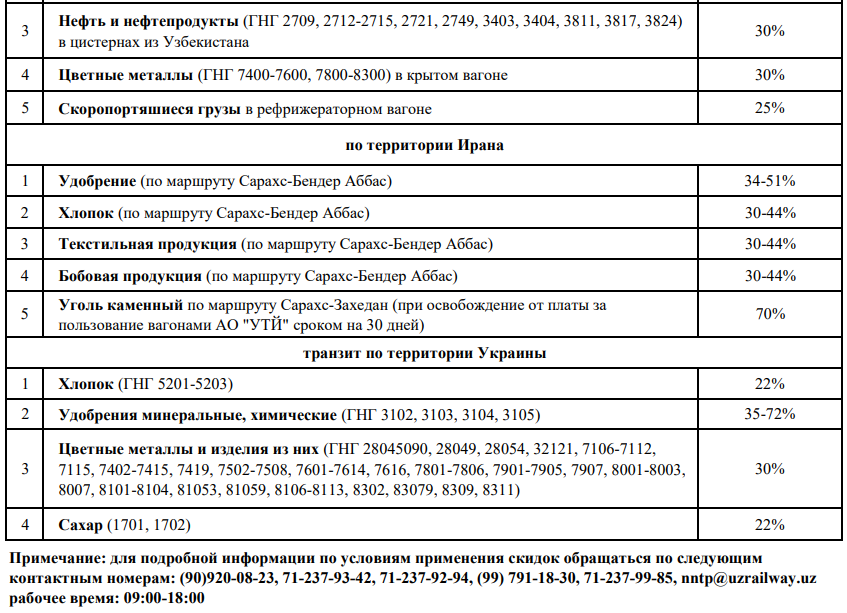 3 Нефть и нефтепродукты (ГНГ 2709, 2712-2715, 2721, 2749, 3403, 3404, 3811, 3817, 3824) 30%
в цистернах из Узбекистана
4 Цветные металлы (ГНГ 7400-7600, 7800-8300) в крытом вагоне 30%
5 Скоропортяшиеся грузы в рефрижераторном вагоне 25%
по территории Ирана
1 Удобрение (по маршруту Сарахс-Бендер Аббас) 34-51%
2 Хлопок (по маршруту Сарахс-Бендер Аббас) 30-44%
3 Текстильная продукция (по маршруту Сарахс-Бендер Аббас) 30-44%
4 Бобовая продукция (по маршруту Сарахс-Бендер Аббас) 30-44%
5 Уголь каменный по маршруту Сарахс-Захедан (при освобождение от платы за 70%
пользование вагонами АО "УТЙ" сроком на 30 дней)
транзит по территории Украины
1 Хлопок (ГНГ 5201-5203) 22%
2 Удобрения минеральные, химические (ГНГ 3102, 3103, 3104, 3105) 35-72%
3 Цветные металлы и изделия из них (ГНГ 28045090, 28049, 28054, 32121, 7106-7112, 30%
7115, 7402-7415, 7419, 7502-7508, 7601-7614, 7616, 7801-7806, 7901-7905, 7907, 8001-8003,
8007, 8101-8104, 81053, 81059, 8106-8113, 8302, 83079, 8309, 8311)
4 Сахар (1701, 1702) 22%
Примечание: для подробной информации по условиям применения скидок обращаться по следующим
контактным номерам: (90)920-08-23, 71-237-93-42, 71-237-92-94, (99) 791-18-30, 71-237-99-85, nntp@uzrailway.uz
рабочее время: 09:00-18:00